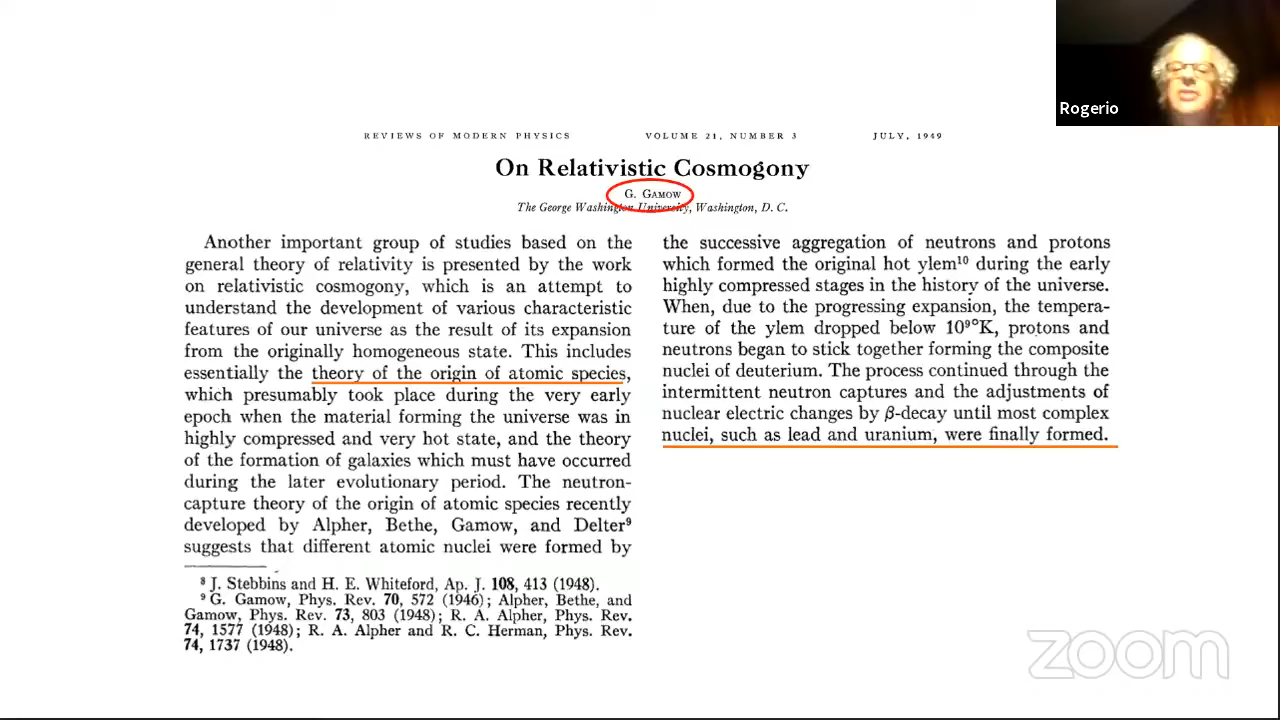 Rogerio
REVIEWS OF MODERN PHYSICS VOLUME 21, NUMBER 3 JULY, 1949
On Relativistic Cosmogony
G. GAMOW
The George Washington University, Washington, D. C.
Another important group of studies based on the
general theory of relativity is presented by the work
on relativistic cosmogony, which is an attempt to
understand the development of various characteristic
features of our universe as the result of its expansion
from the originally homogeneous state. This includes
essentially the theory of the origin of atomic species,
which presumably took place during the very early
epoch when the material forming the universe was in
highly compressed and very hot state, and the theory
of the formation of galaxies which must have occurred
during the later evolutionary period. The neutron-
capture theory of the origin of atomic species recently
developed by Alpher, Bethe, Gamow, and Delter⁹
suggests that different atomic nuclei were formed by
⁸ J. Stebbins and H. E. Whiteford, Ap. J. 108, 413 (1948).
⁹ G. Gamow, Phys. Rev. 70, 572 (1946); Alpher, Bethe, and
Gamow, Phys. Rev. 73, 803 (1948); R. A. Alpher, Phys. Rev.
74, 1577 (1948); R. A. Alpher and R. C. Herman, Phys. Rev.
74, 1737 (1948).
the successive aggregation of neutrons and protons
which formed the original hot ylem¹⁰ during the early
highly compressed stages in the history of the universe.
When, due to the progressing expansion, the tempera-
ture of the ylem dropped below 10⁹°K, protons and
neutrons began to stick together forming the composite
nuclei of deuterium. The process continued through the
intermittent neutron captures and the adjustments of
nuclear electric changes by β-decay until most complex
nuclei, such as lead and uranium, were finally formed.
zoom